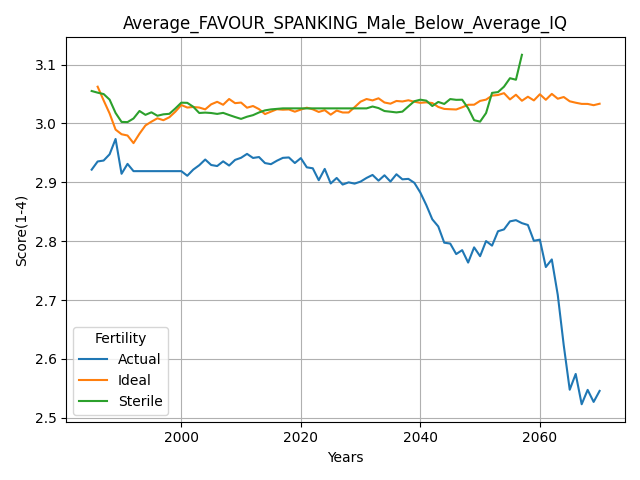 Average_FAVOUR_SPANKING_Male_Below_Average_IQ
3.1
3.0
2.9
2.8
2.7
2.6
2.5
Score(1-4)
Fertility
Actual
Ideal
Sterile
2000 2020 2040 2060
Years